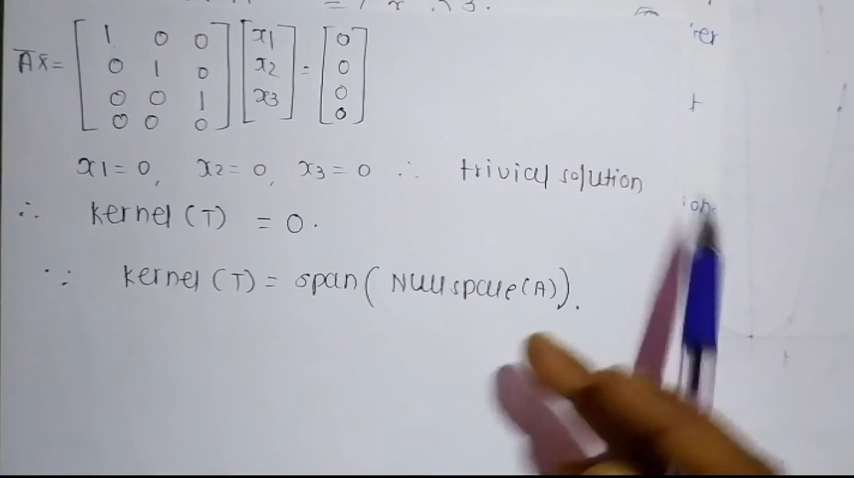 Ax̄ = [1 0 0; 0 1 0; 0 0 1; 0 0 0] [x1; x2; x3] = [0; 0; 0; 0]
x1 = 0, x2 = 0, x3 = 0 ∴ trivical solution
∴ kernel (T) = 0.
∵ kernel (T) = span ( Nullspace(A)).